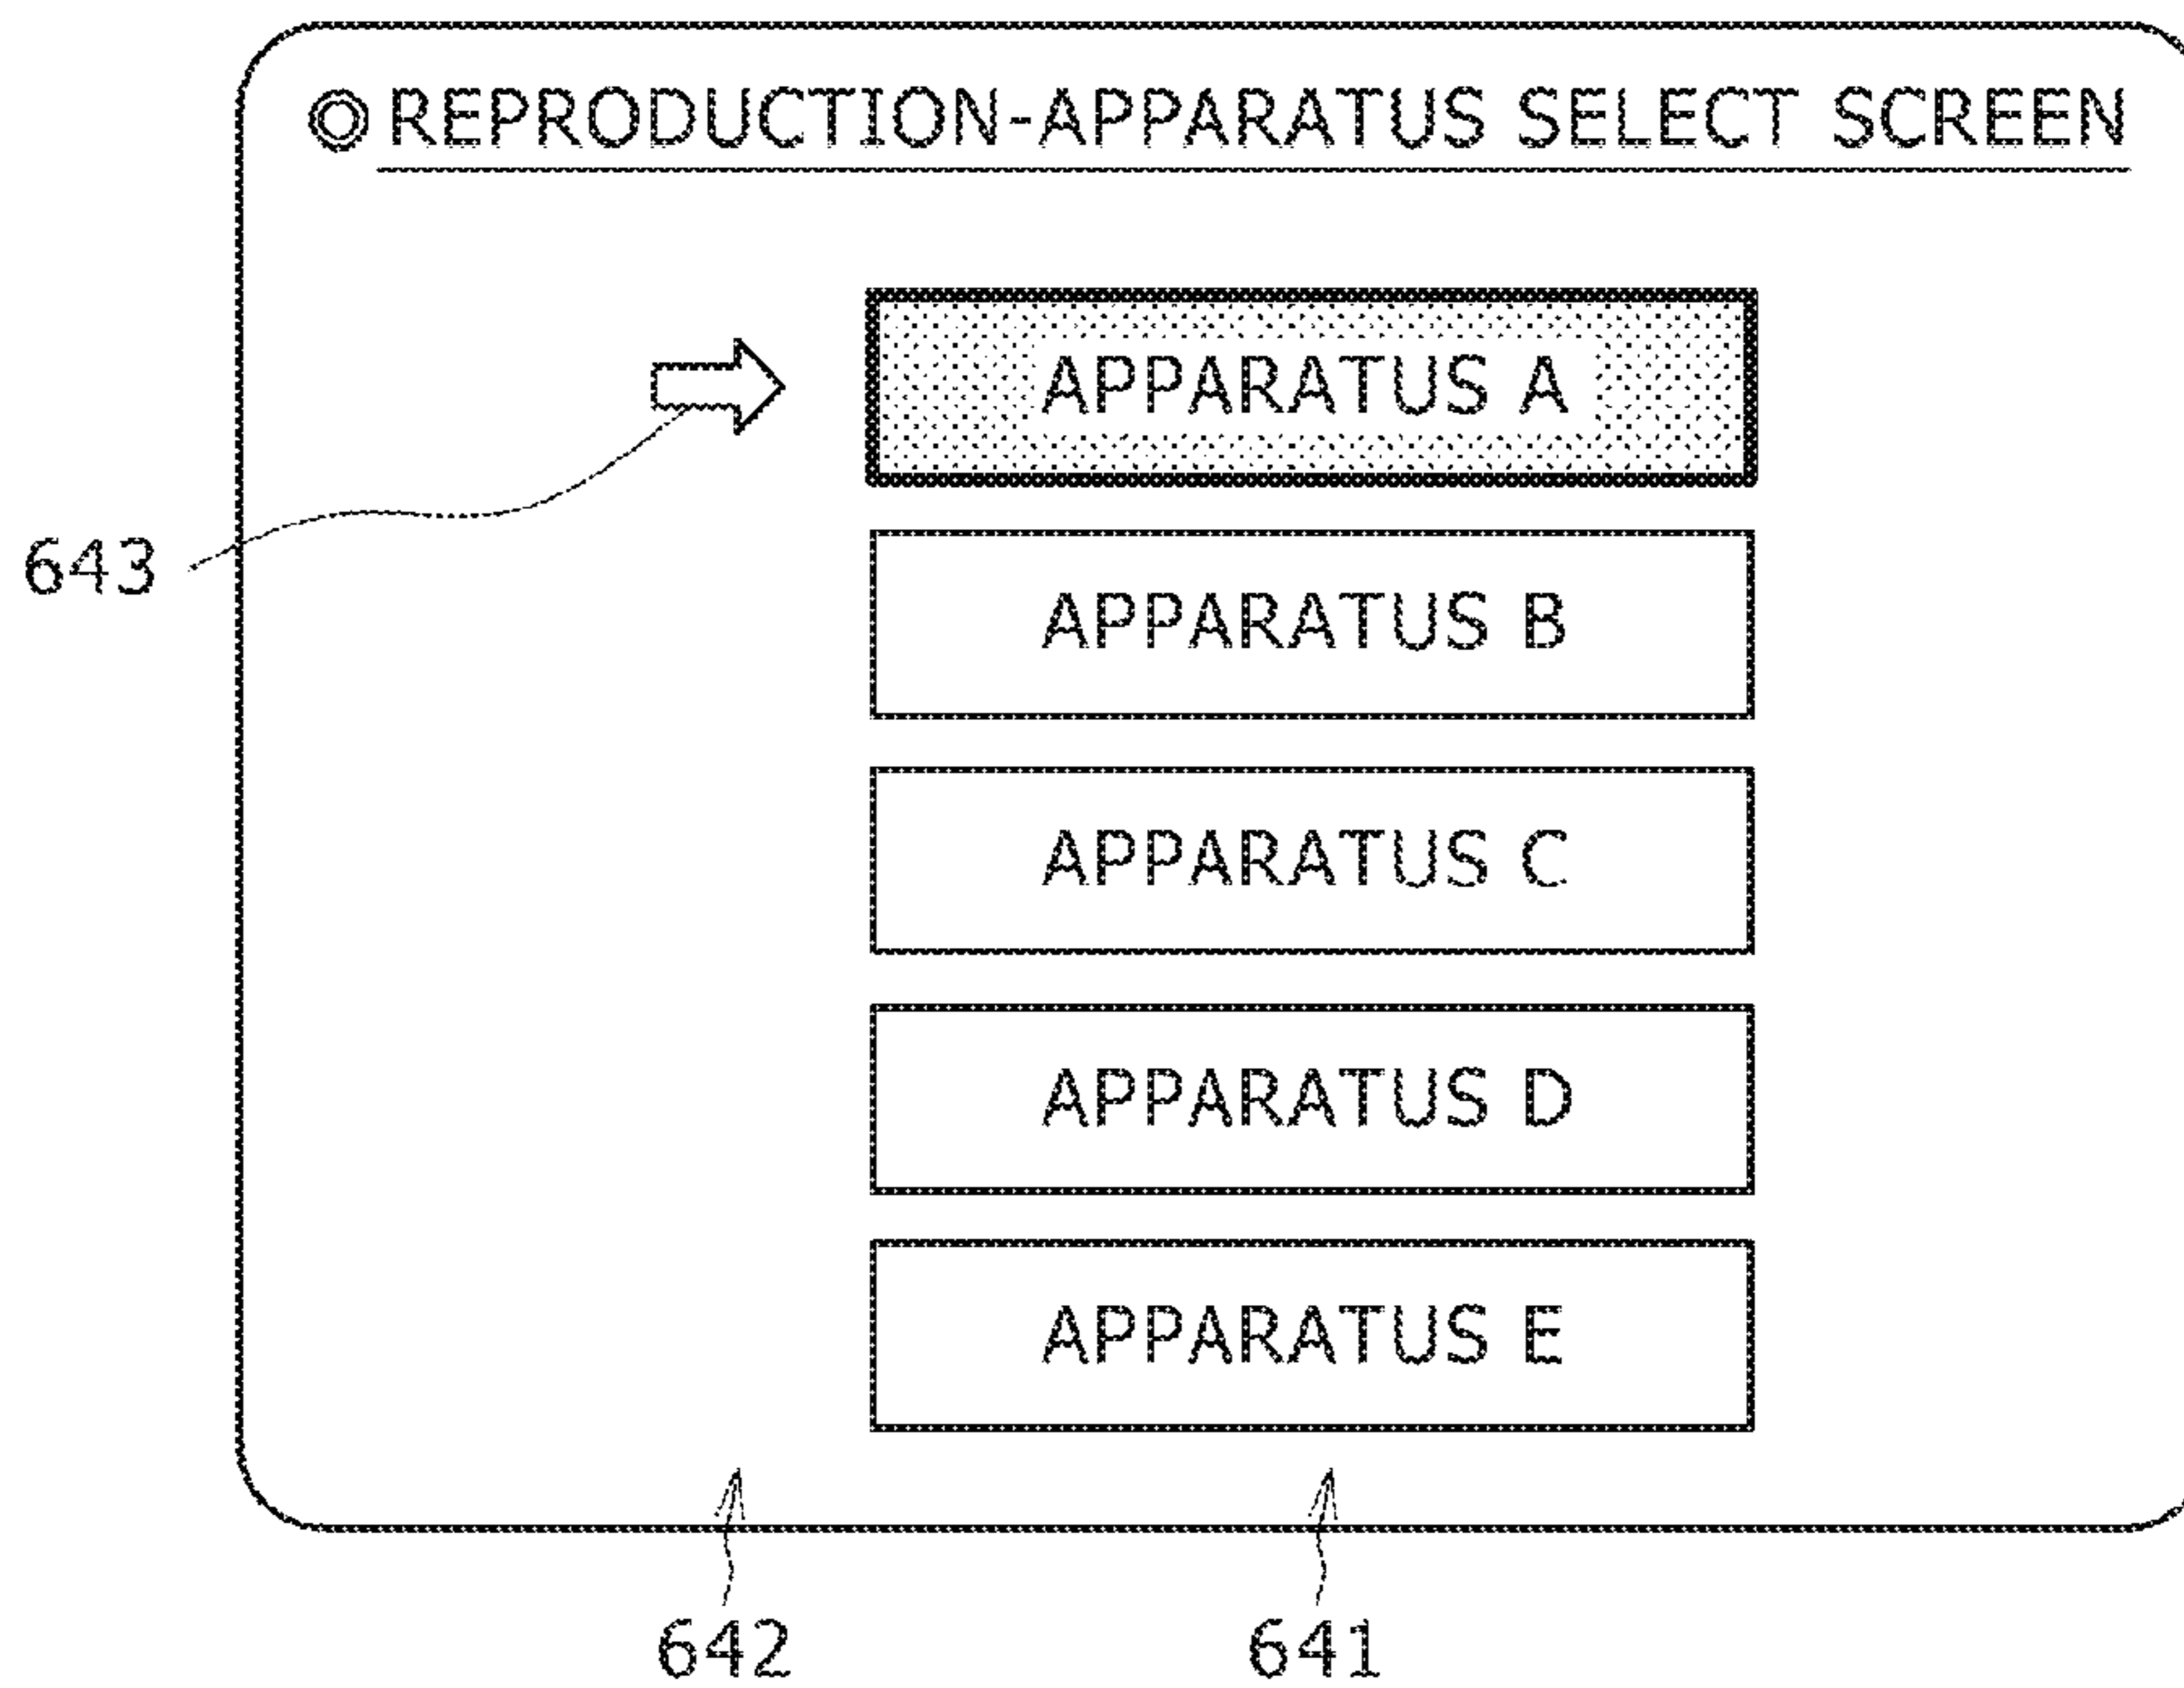 ◎REPRODUCTION-APPARATUS SELECT SCREEN
APPARATUS A
643
APPARATUS B
APPARATUS C
APPARATUS D
APPARATUS E
642 641